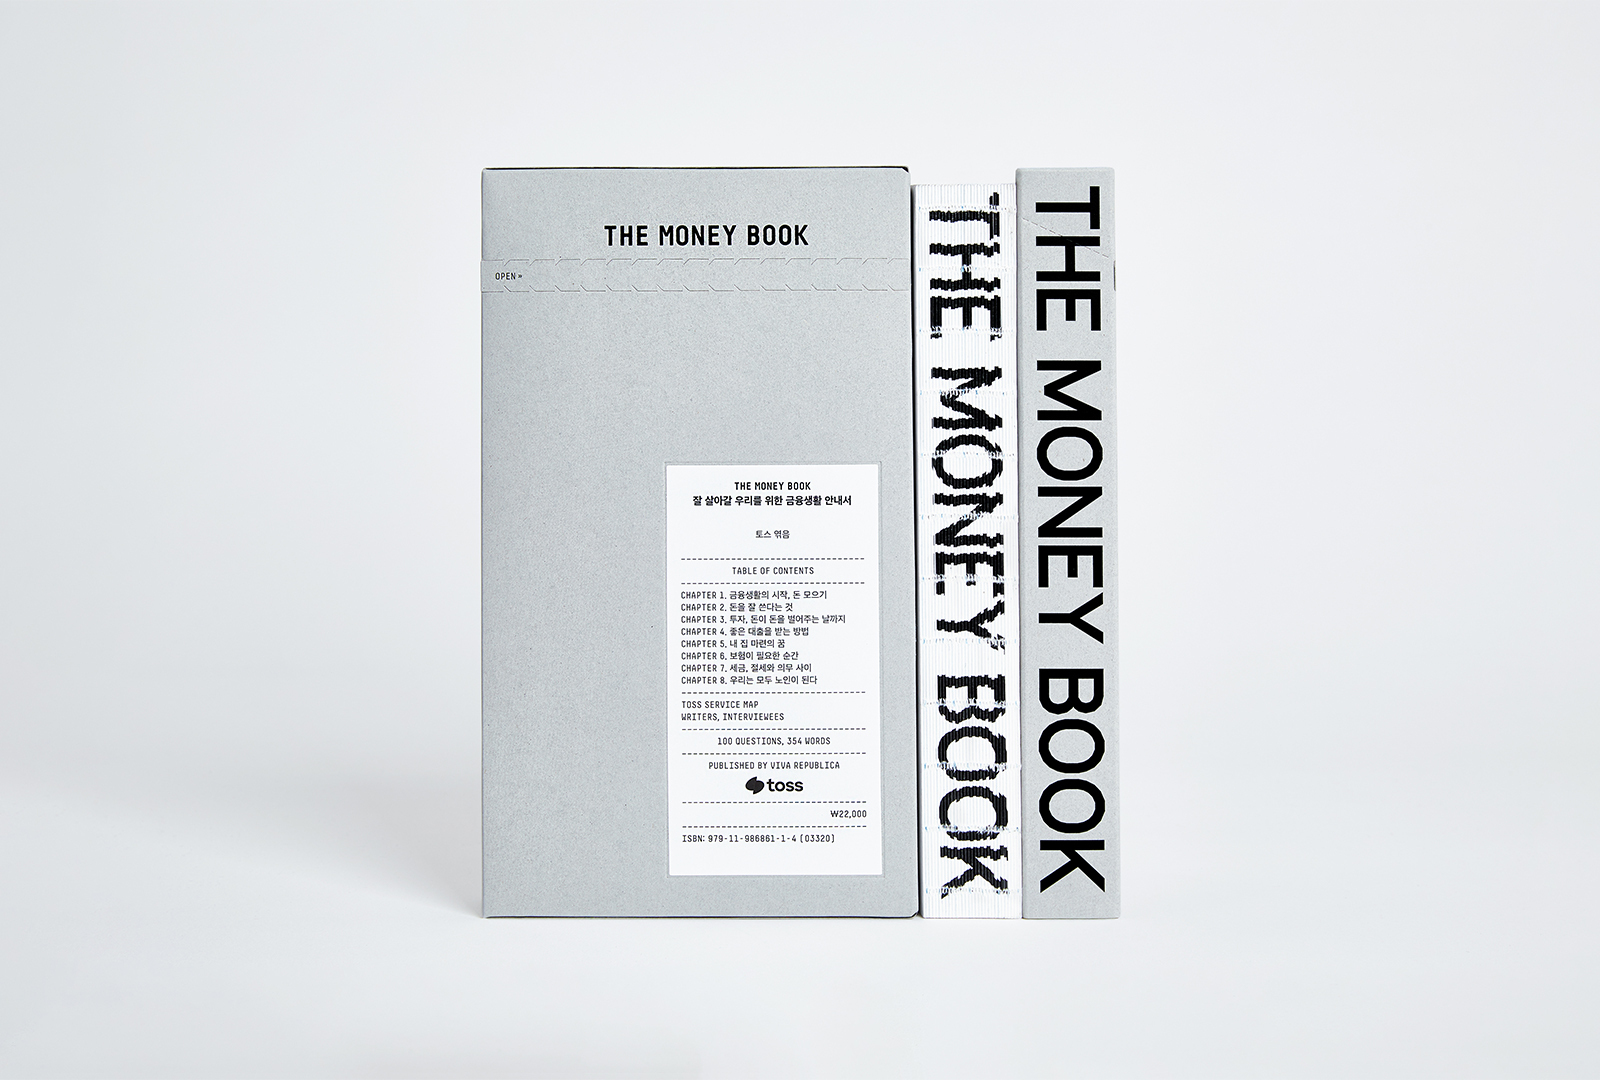 THE MONEY BOOK
OPEN »
THE MONEY BOOK
잘 살아갈 우리를 위한 금융생활 안내서
토스 엮음
TABLE OF CONTENTS
CHAPTER 1. 금융생활의 시작, 돈 모으기
CHAPTER 2. 돈을 잘 쓴다는 것
CHAPTER 3. 투자, 돈이 돈을 벌어주는 날까지
CHAPTER 4. 좋은 대출을 받는 방법
CHAPTER 5. 내 집 마련의 꿈
CHAPTER 6. 보험이 필요한 순간
CHAPTER 7. 세금, 절세와 의무 사이
CHAPTER 8. 우리는 모두 노인이 된다
TOSS SERVICE MAP
WRITERS, INTERVIEWEES
100 QUESTIONS, 354 WORDS
PUBLISHED BY VIVA REPUBLICA
toss
₩22,000
ISBN: 979-11-986861-1-4 (03320)
THE MONEY BOOK
THE MONEY BOOK